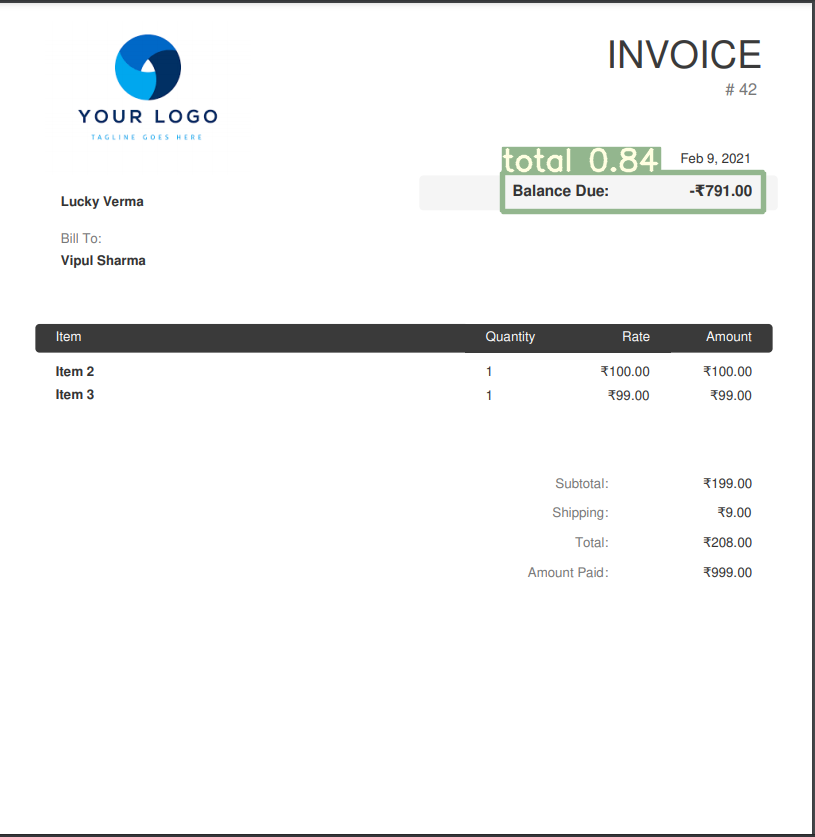 YOUR LOGO
TAGLINE GOES HERE
INVOICE
# 42
total 0.84
Feb 9, 2021
Balance Due: -₹791.00
Lucky Verma
Bill To:
Vipul Sharma
Item Quantity Rate Amount
Item 2 1 ₹100.00 ₹100.00
Item 3 1 ₹99.00 ₹99.00
Subtotal: ₹199.00
Shipping: ₹9.00
Total: ₹208.00
Amount Paid: ₹999.00